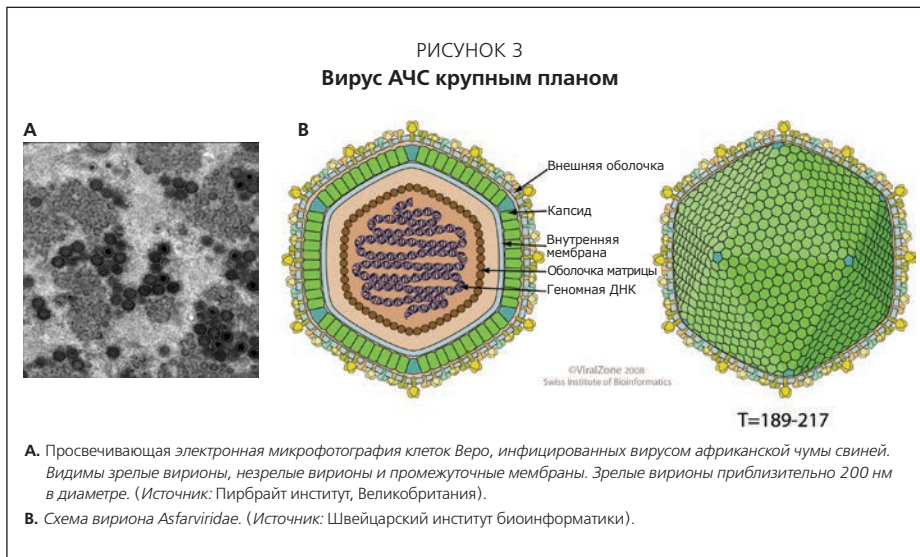 РИСУНОК 3
Вирус АЧС крупным планом
A
B
Внешняя оболочка
Капсид
Внутренняя
мембрана
Оболочка матрицы
Геномная ДНК
©ViralZone 2008
Swiss Institute of Bioinformatics
T=189-217
A. Просвечивающая электронная микрофотография клеток Веро, инфицированных вирусом африканской чумы свиней.
Видимы зрелые вирионы, незрелые вирионы и промежуточные мембраны. Зрелые вирионы приблизительно 200 нм
в диаметре. (Источник: Пирбрайт институт, Великобритания).
B. Схема вириона Asfarviridae. (Источник: Швейцарский институт биоинформатики).